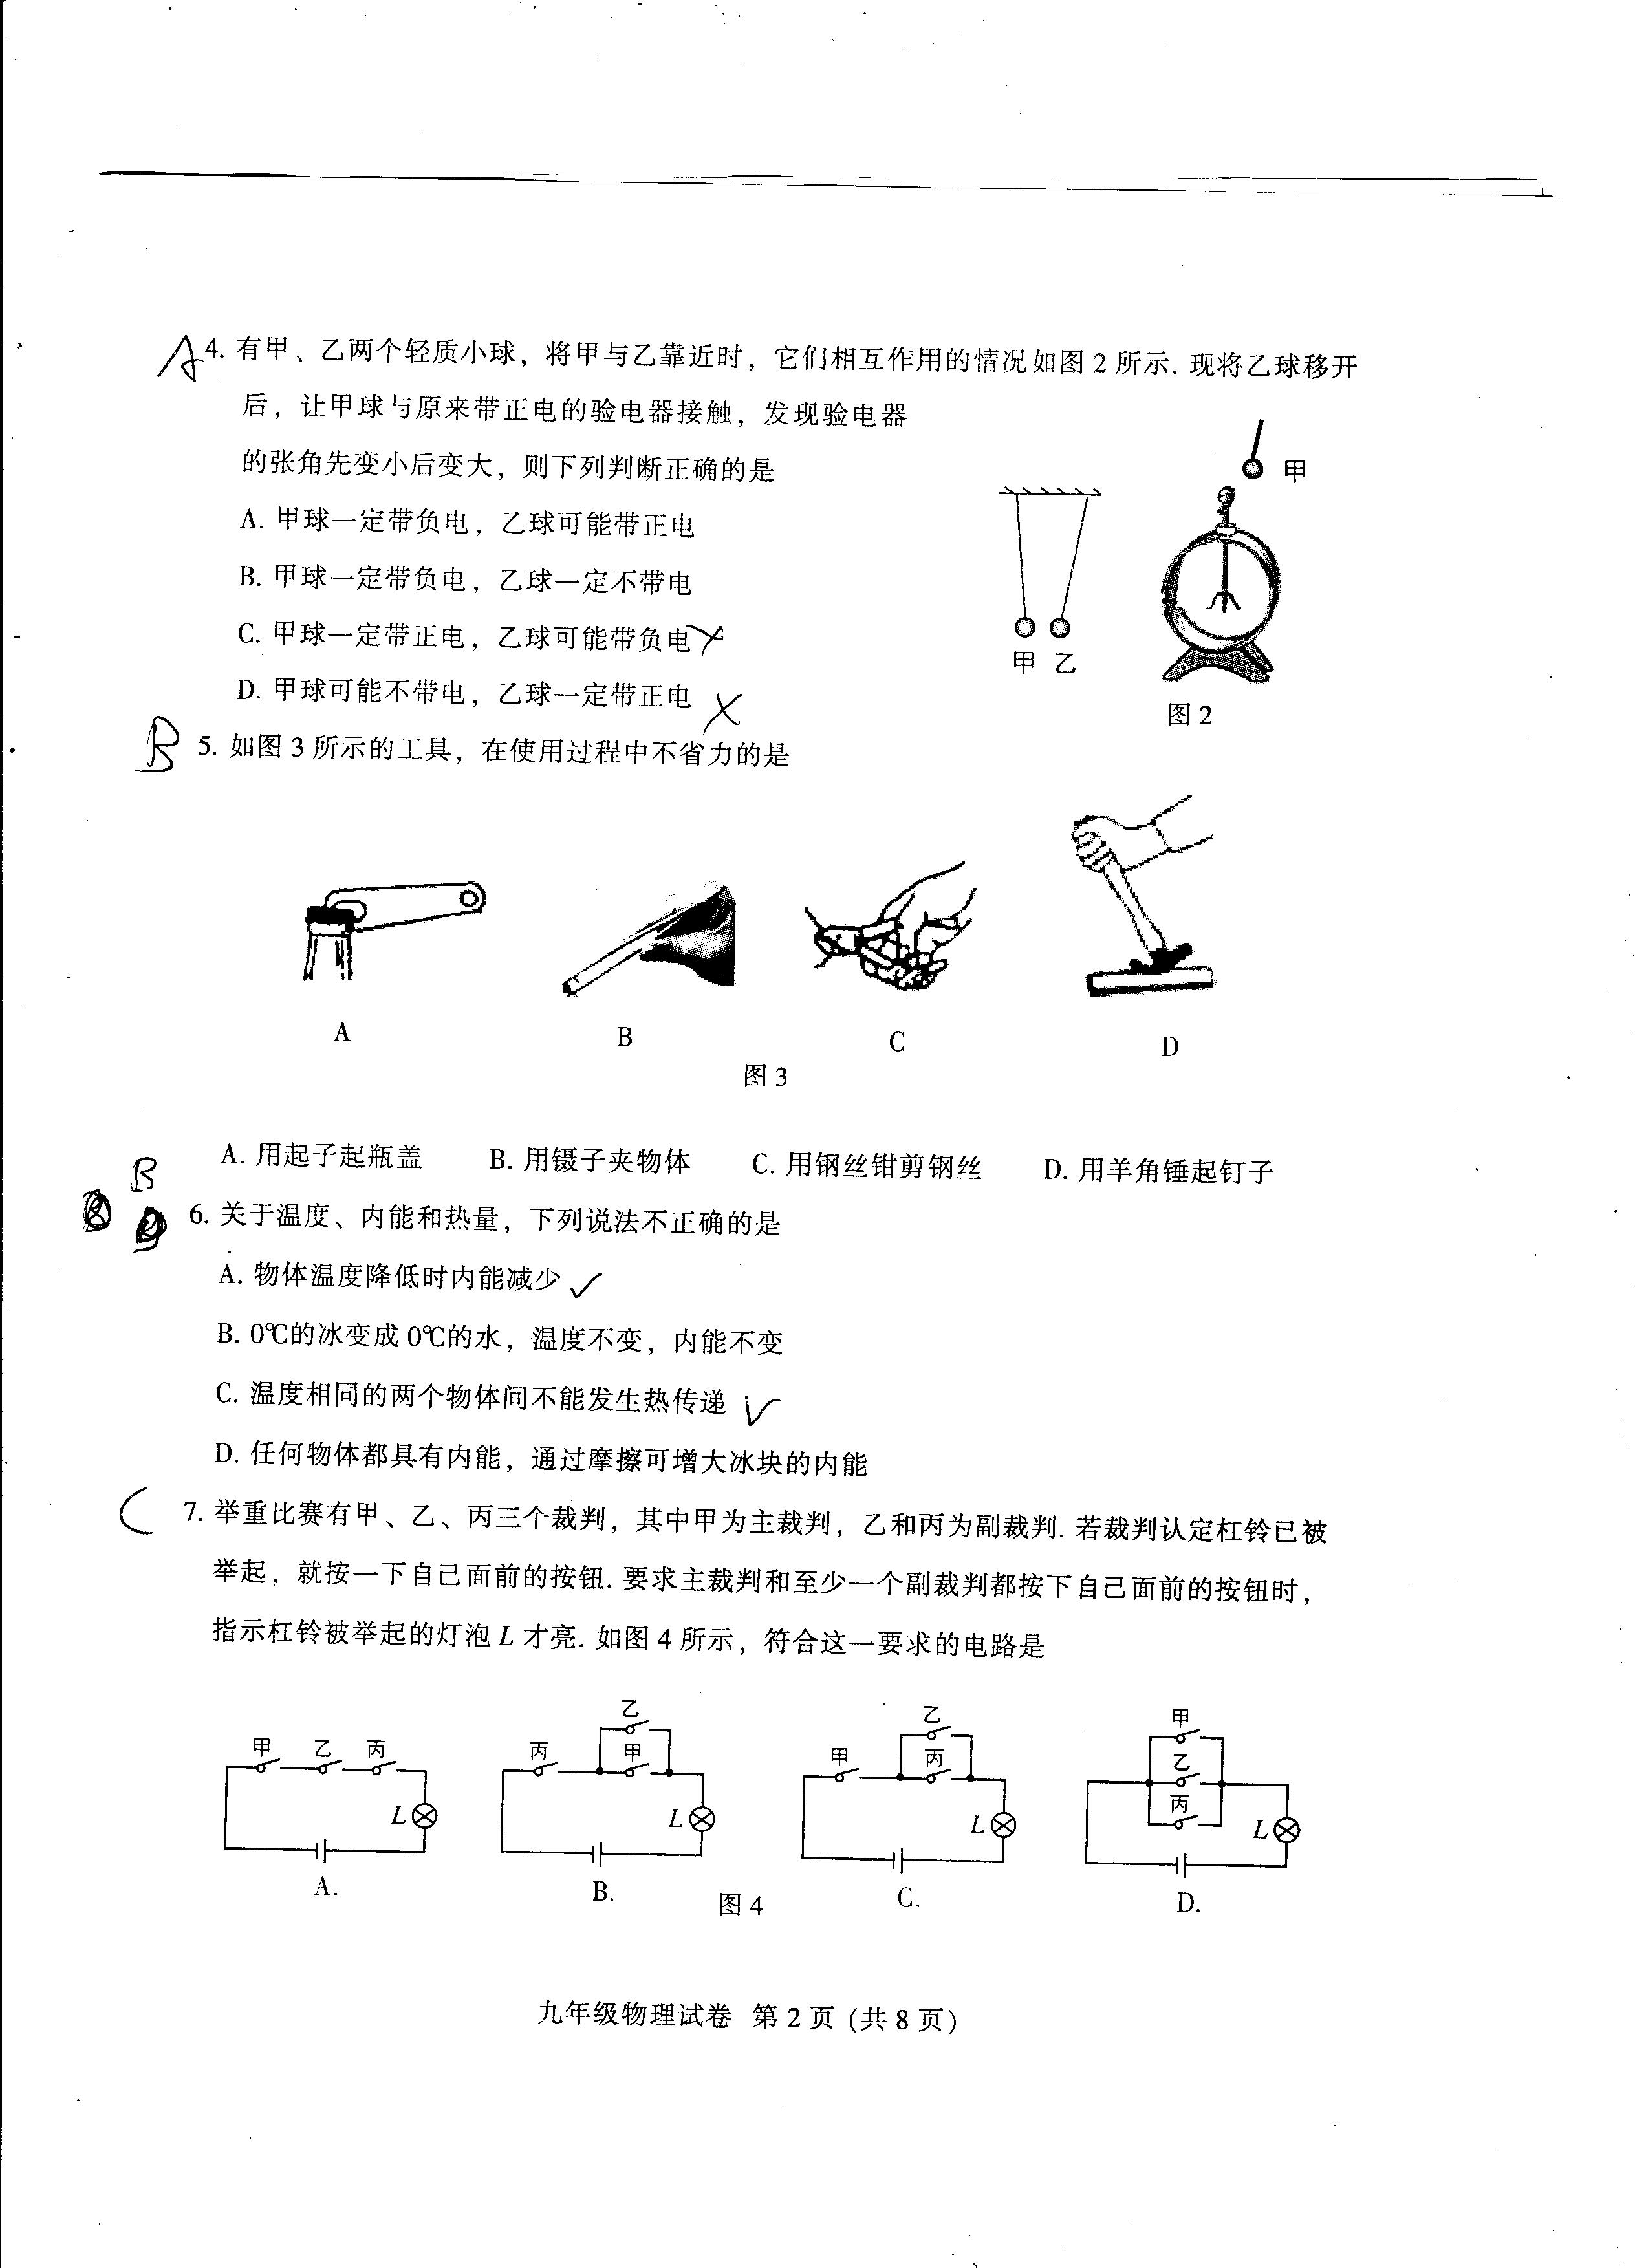 A 4. 有甲、乙两个轻质小球，将甲与乙靠近时，它们相互作用的情况如图 2 所示. 现将乙球移开
后，让甲球与原来带正电的验电器接触，发现验电器
的张角先变小后变大，则下列判断正确的是
A. 甲球一定带负电，乙球可能带正电
B. 甲球一定带负电，乙球一定不带电
C. 甲球一定带正电，乙球可能带负电
D. 甲球可能不带电，乙球一定带正电
甲
甲 乙
图 2
B 5. 如图 3 所示的工具，在使用过程中不省力的是
A B C D
图 3
A. 用起子起瓶盖 B. 用镊子夹物体 C. 用钢丝钳剪钢丝 D. 用羊角锤起钉子
B 6. 关于温度、内能和热量，下列说法不正确的是
A. 物体温度降低时内能减少 ✓
B. 0℃的冰变成 0℃的水，温度不变，内能不变
C. 温度相同的两个物体间不能发生热传递 ✓
D. 任何物体都具有内能，通过摩擦可增大冰块的内能
C 7. 举重比赛有甲、乙、丙三个裁判，其中甲为主裁判，乙和丙为副裁判. 若裁判认定杠铃已被
举起，就按一下自己面前的按钮. 要求主裁判和至少一个副裁判都按下自己面前的按钮时，
指示杠铃被举起的灯泡 L 才亮. 如图 4 所示，符合这一要求的电路是
甲 乙 丙
L
A.
乙
丙 甲
L
B.
乙
甲 丙
L
C.
甲
乙
丙
L
D.
图 4
九年级物理试卷 第 2 页 (共 8 页)